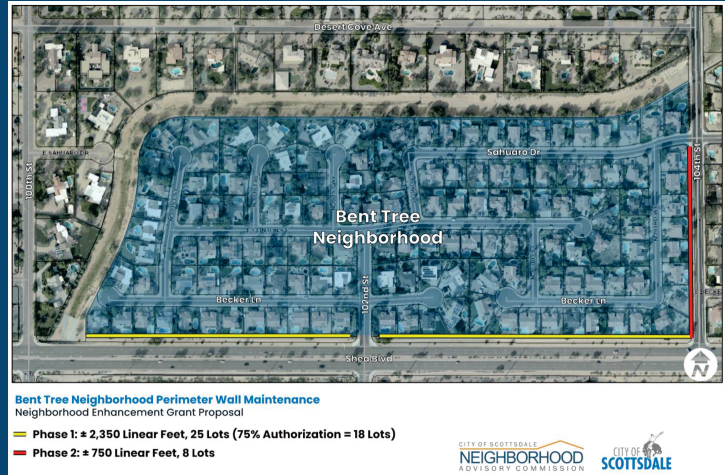 Desert Cove Ave
100th St
E SAHUARO DR
Sahuaro Dr
104th St
Bent Tree
Neighborhood
E CLINTON S
102nd St
Becker Ln
Becker Ln
E BECKE
Shea Blvd
N
Bent Tree Neighborhood Perimeter Wall Maintenance
Neighborhood Enhancement Grant Proposal
Phase 1: ± 2,350 Linear Feet, 25 Lots (75% Authorization = 18 Lots)
Phase 2: ± 750 Linear Feet, 8 Lots
CITY OF SCOTTSDALE
NEIGHBORHOOD
ADVISORY COMMISSION
CITY OF
SCOTTSDALE